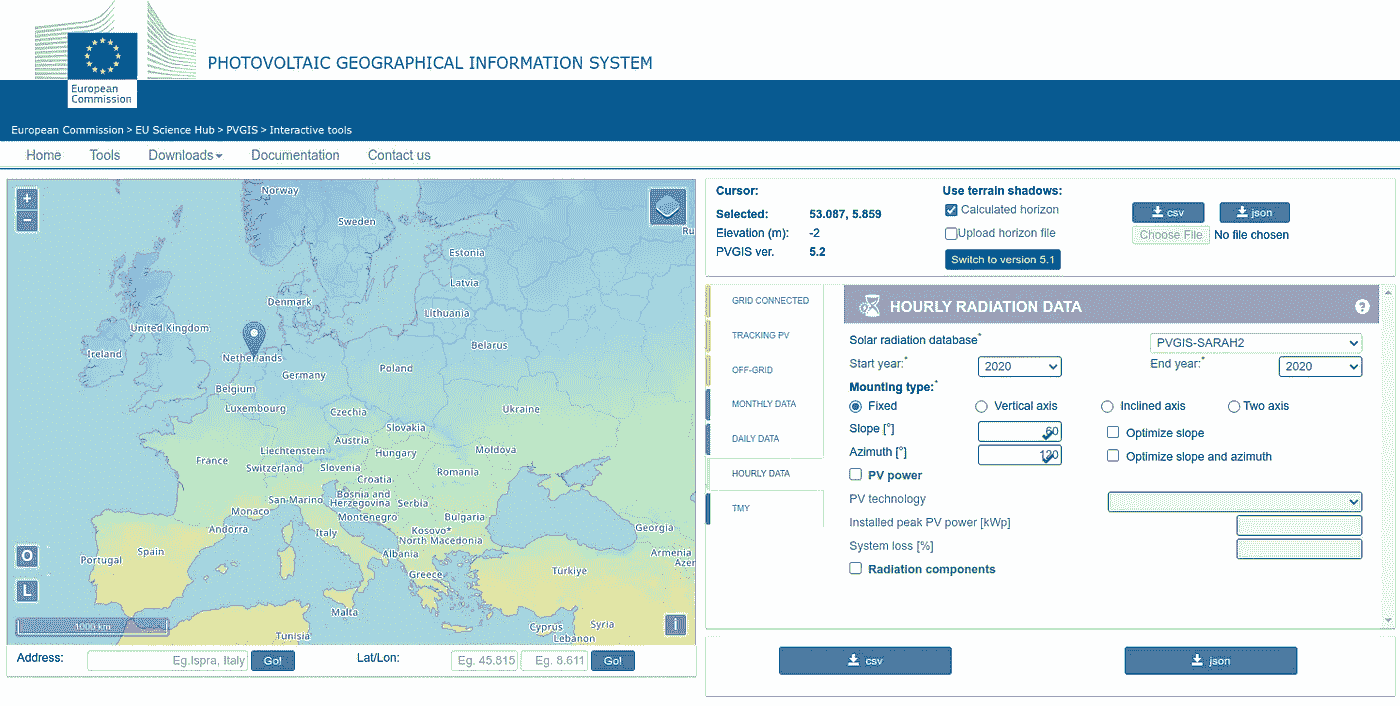 PHOTOVOLTAIC GEOGRAPHICAL INFORMATION SYSTEM
European
Commission
European Commission > EU Science Hub > PVGIS > Interactive tools
Home Tools Downloads Documentation Contact us
+
−
Norway
Sweden
Ru
Estonia
Latvia
Denmark
Lithuania
United Kingdom
Belarus
Ireland
Netherlands
Germany
Poland
Belgium
Luxembourg
Czechia
Ukraine
Slovakia
Austria
Liechtenstein
Hungary
Moldova
France
Switzerland
Slovenia
Romania
Croatia
San Marino
Bosnia and
Herzegovina
Serbia
Monaco
Montenegro
Bulgaria
Andorra
Italy
Kosovo*
Georgia
North Macedonia
Spain
Albania
Armenia
Portugal
Azer
Greece
Türkiye
O
L
Malta
1000 km
Tunisia
Cyprus
Syria
Lebanon
i
Address: Eg.Ispra, Italy Go! Lat/Lon: Eg. 45.815 Eg. 8.611 Go!
Cursor:
Selected: 53.087, 5.859
Elevation (m): -2
PVGIS ver. 5.2
Use terrain shadows:
Calculated horizon
Upload horizon file
Switch to version 5.1
csv json
Choose File No file chosen
GRID CONNECTED
TRACKING PV
OFF-GRID
MONTHLY DATA
DAILY DATA
HOURLY DATA
TMY
HOURLY RADIATION DATA ?
Solar radiation database* PVGIS-SARAH2
Start year:* 2020 End year:* 2020
Mounting type:*
Fixed Vertical axis Inclined axis Two axis
Slope [°] Optimize slope
Azimuth [°] Optimize slope and azimuth
PV power
PV technology
Installed peak PV power [kWp]
System loss [%]
Radiation components
csv json